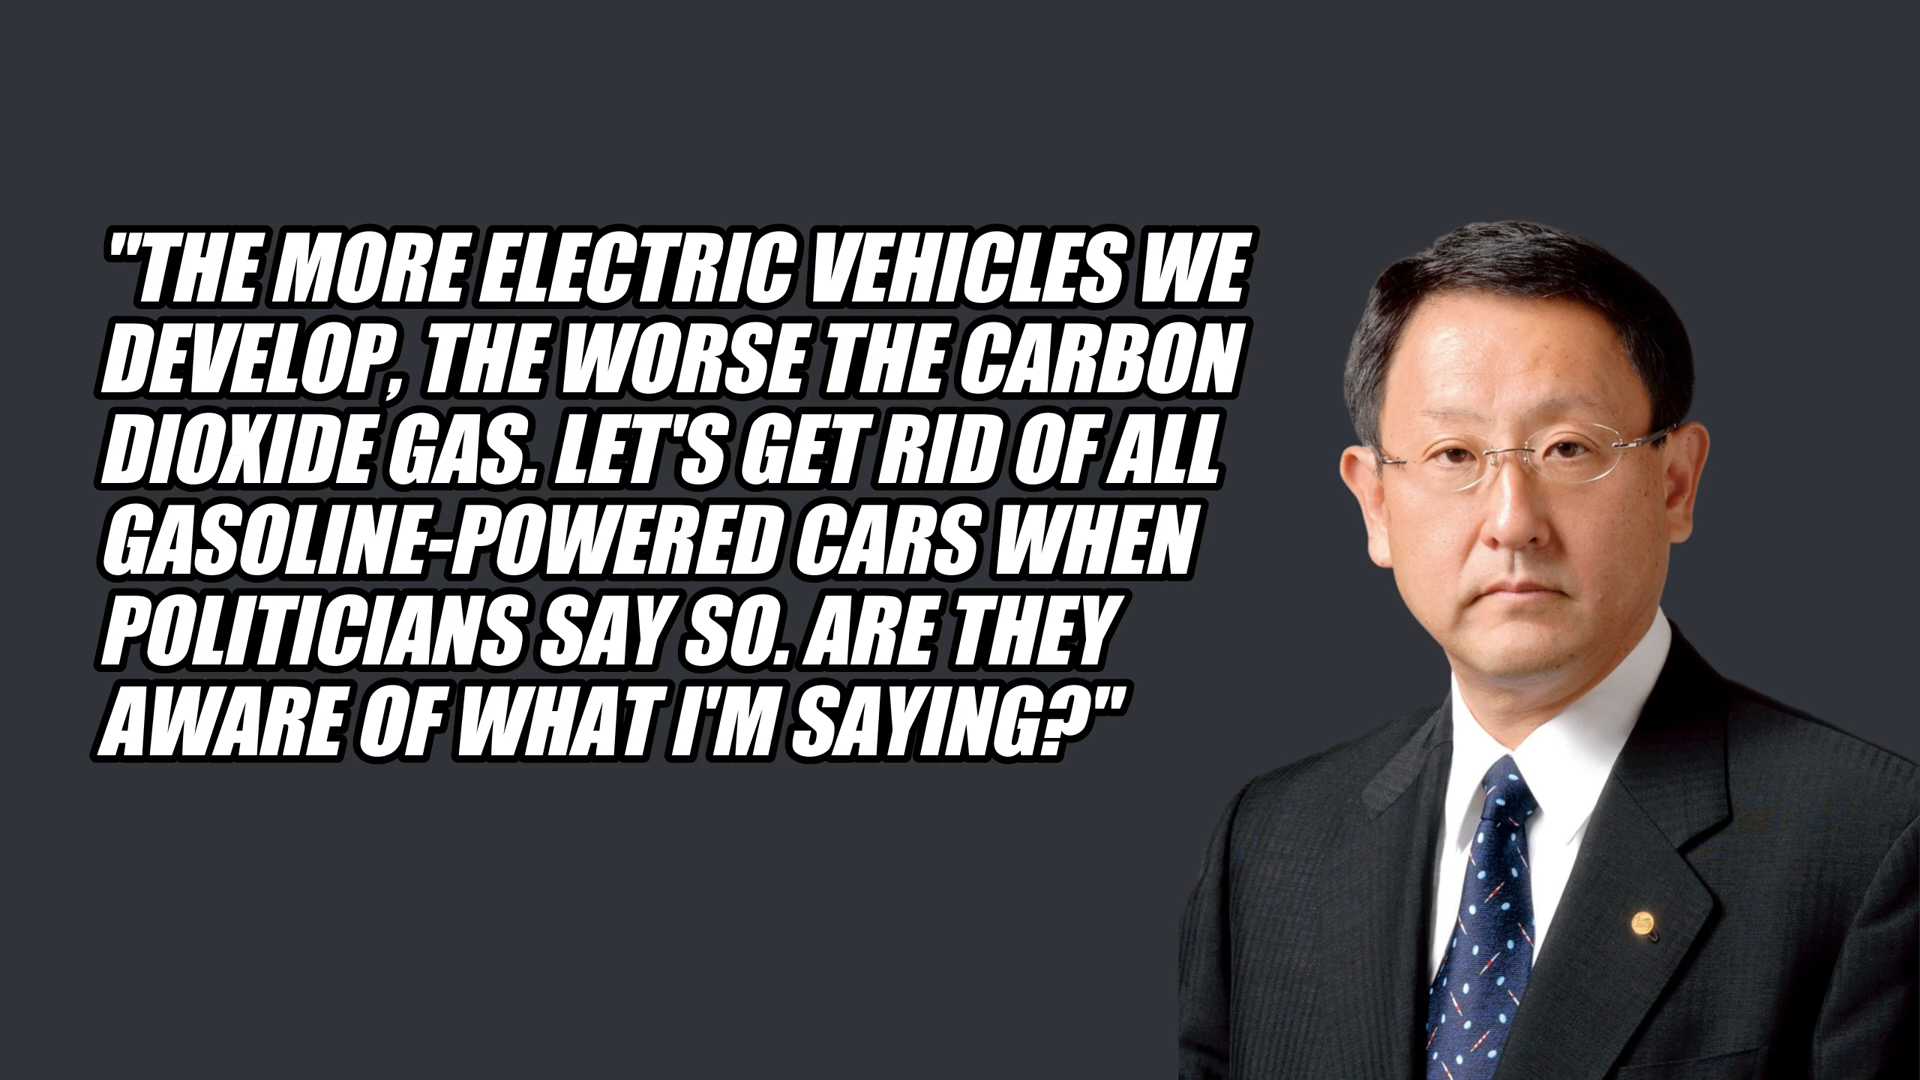 "THE MORE ELECTRIC VEHICLES WE
DEVELOP, THE WORSE THE CARBON
DIOXIDE GAS. LET'S GET RID OF ALL
GASOLINE-POWERED CARS WHEN
POLITICIANS SAY SO. ARE THEY
AWARE OF WHAT I'M SAYING?"